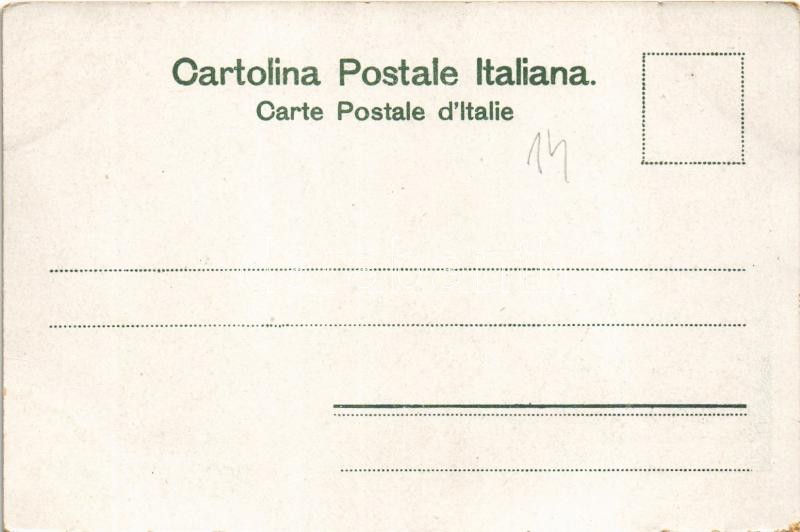 Cartolina Postale Italiana.
Carte Postale d'Italie
14